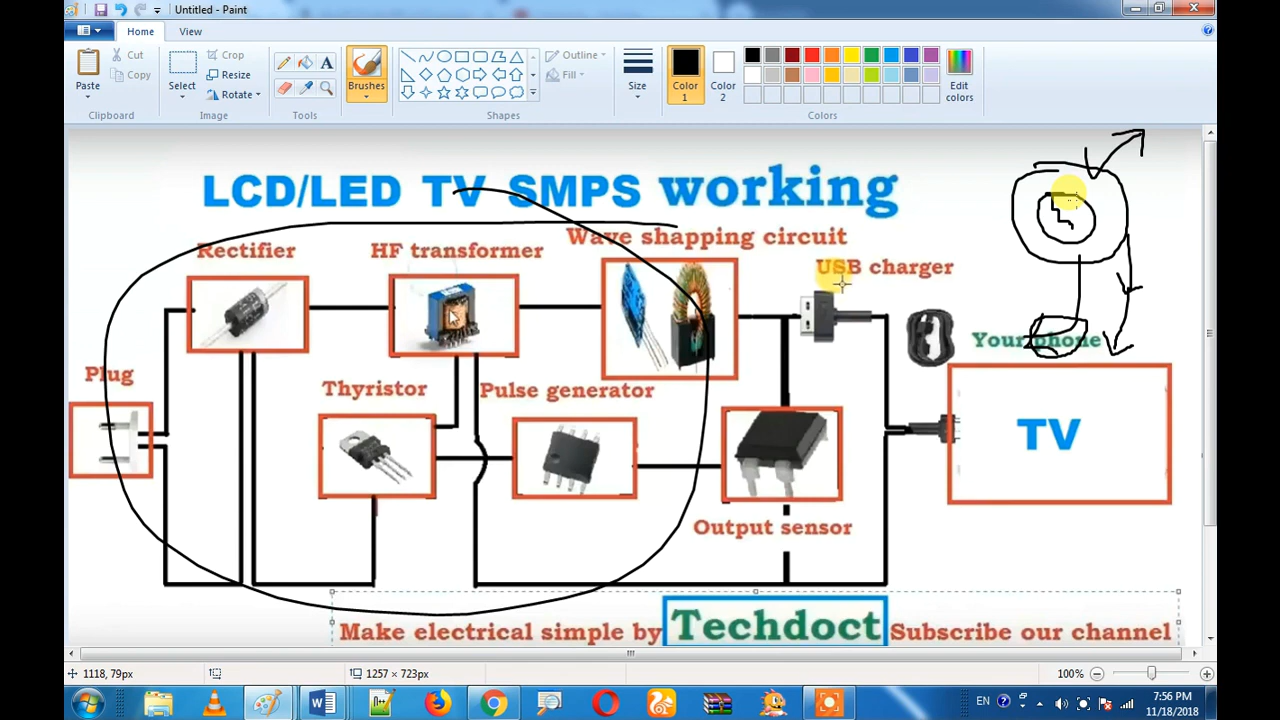 Untitled - Paint
Home View
Paste
Cut
Copy
Clipboard
Select
Crop
Resize
Rotate
Image
Tools
Brushes
Shapes
Outline
Fill
Size
Color 1
Color 2
Edit colors
Colors
LCD/LED TV SMPS working
Rectifier
HF transformer
Wave shapping circuit
USB charger
Your phone
Plug
Thyristor
Pulse generator
TV
Output sensor
Make electrical simple by Techdoct Subscribe our channel
1118, 79px
1257 × 723px
100%
EN
7:56 PM
11/18/2018